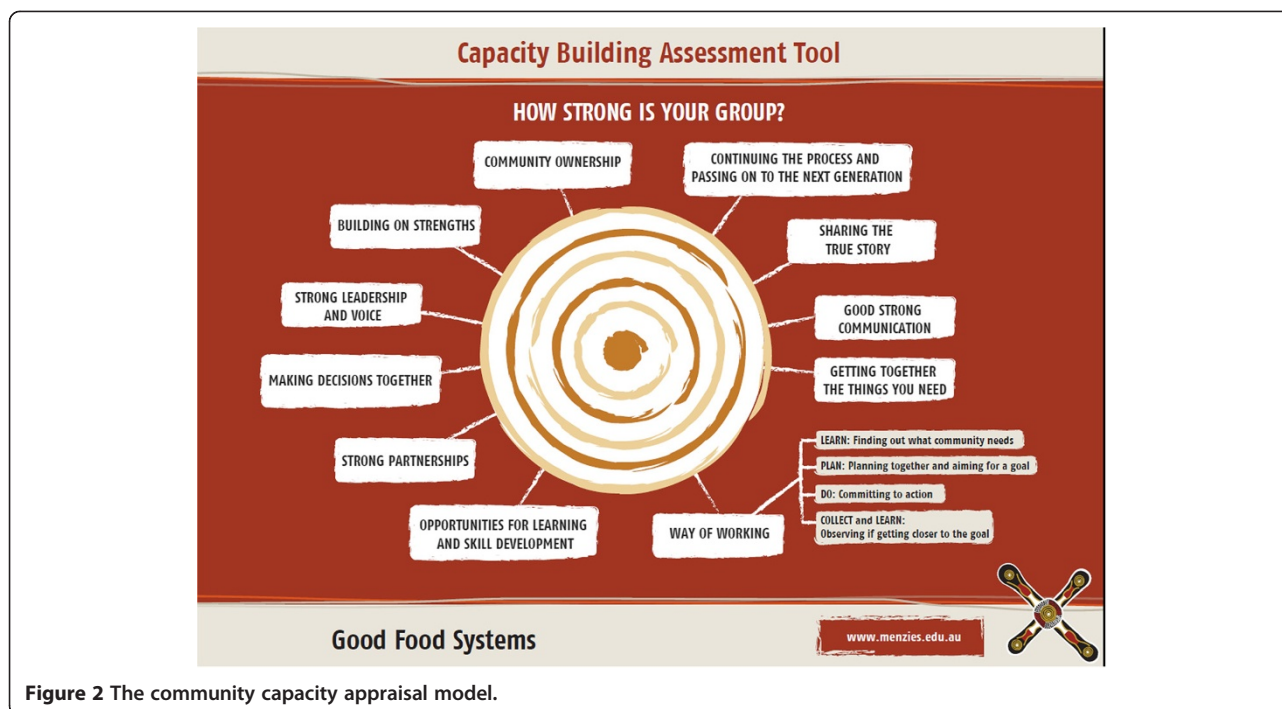 Capacity Building Assessment Tool
HOW STRONG IS YOUR GROUP?
COMMUNITY OWNERSHIP
CONTINUING THE PROCESS AND
PASSING ON TO THE NEXT GENERATION
BUILDING ON STRENGTHS
SHARING THE
TRUE STORY
STRONG LEADERSHIP
AND VOICE
GOOD STRONG
COMMUNICATION
MAKING DECISIONS TOGETHER
GETTING TOGETHER
THE THINGS YOU NEED
STRONG PARTNERSHIPS
LEARN: Finding out what community needs
PLAN: Planning together and aiming for a goal
DO: Committing to action
COLLECT and LEARN:
Observing if getting closer to the goal
OPPORTUNITIES FOR LEARNING
AND SKILL DEVELOPMENT
WAY OF WORKING
Good Food Systems
www.menzies.edu.au
Figure 2 The community capacity appraisal model.